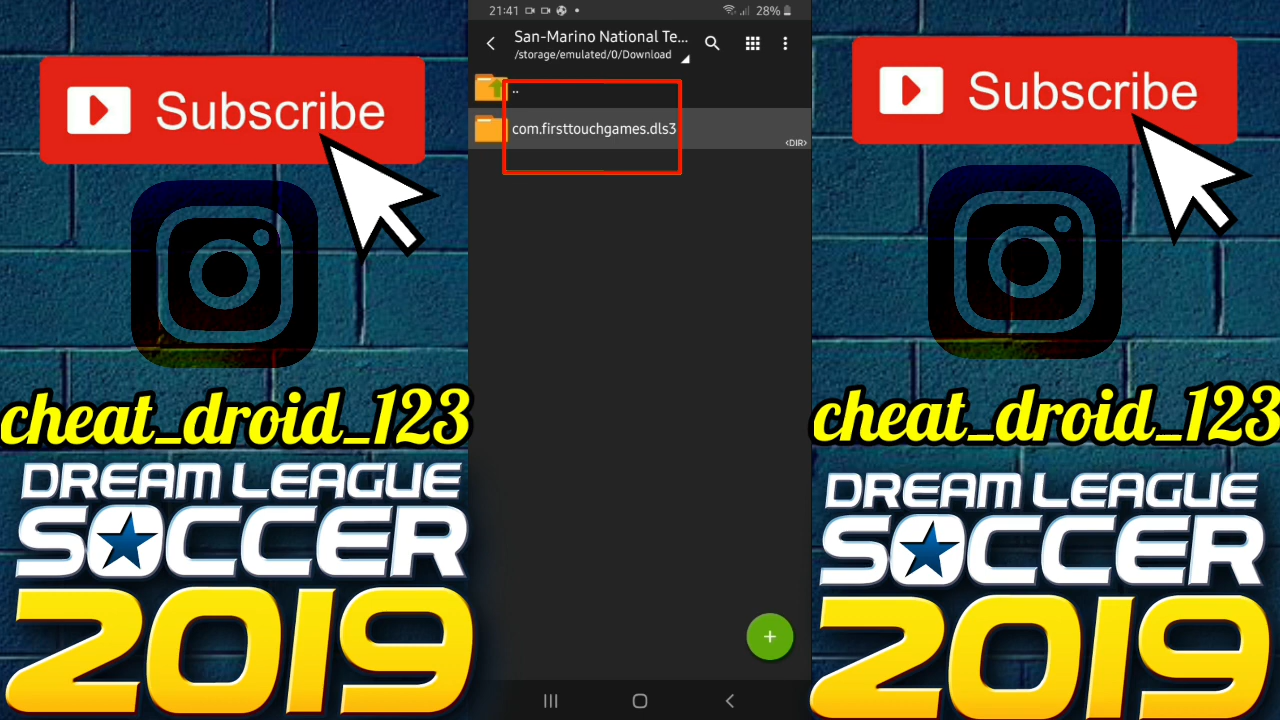 Subscribe
cheat_droid_123
DREAM LEAGUE
SOCCER
2019
21:41
28%
San-Marino National Te...
/storage/emulated/0/Download
..
com.firsttouchgames.dls3
<DIR>
+
Subscribe
cheat_droid_123
DREAM LEAGUE
SOCCER
2019